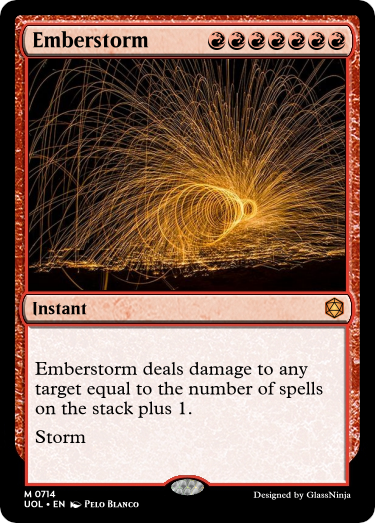 Emberstorm
Instant
Emberstorm deals damage to any
target equal to the number of spells
on the stack plus 1.
Storm
M 0714
UOL • EN Pelo Blanco
Designed by GlassNinja